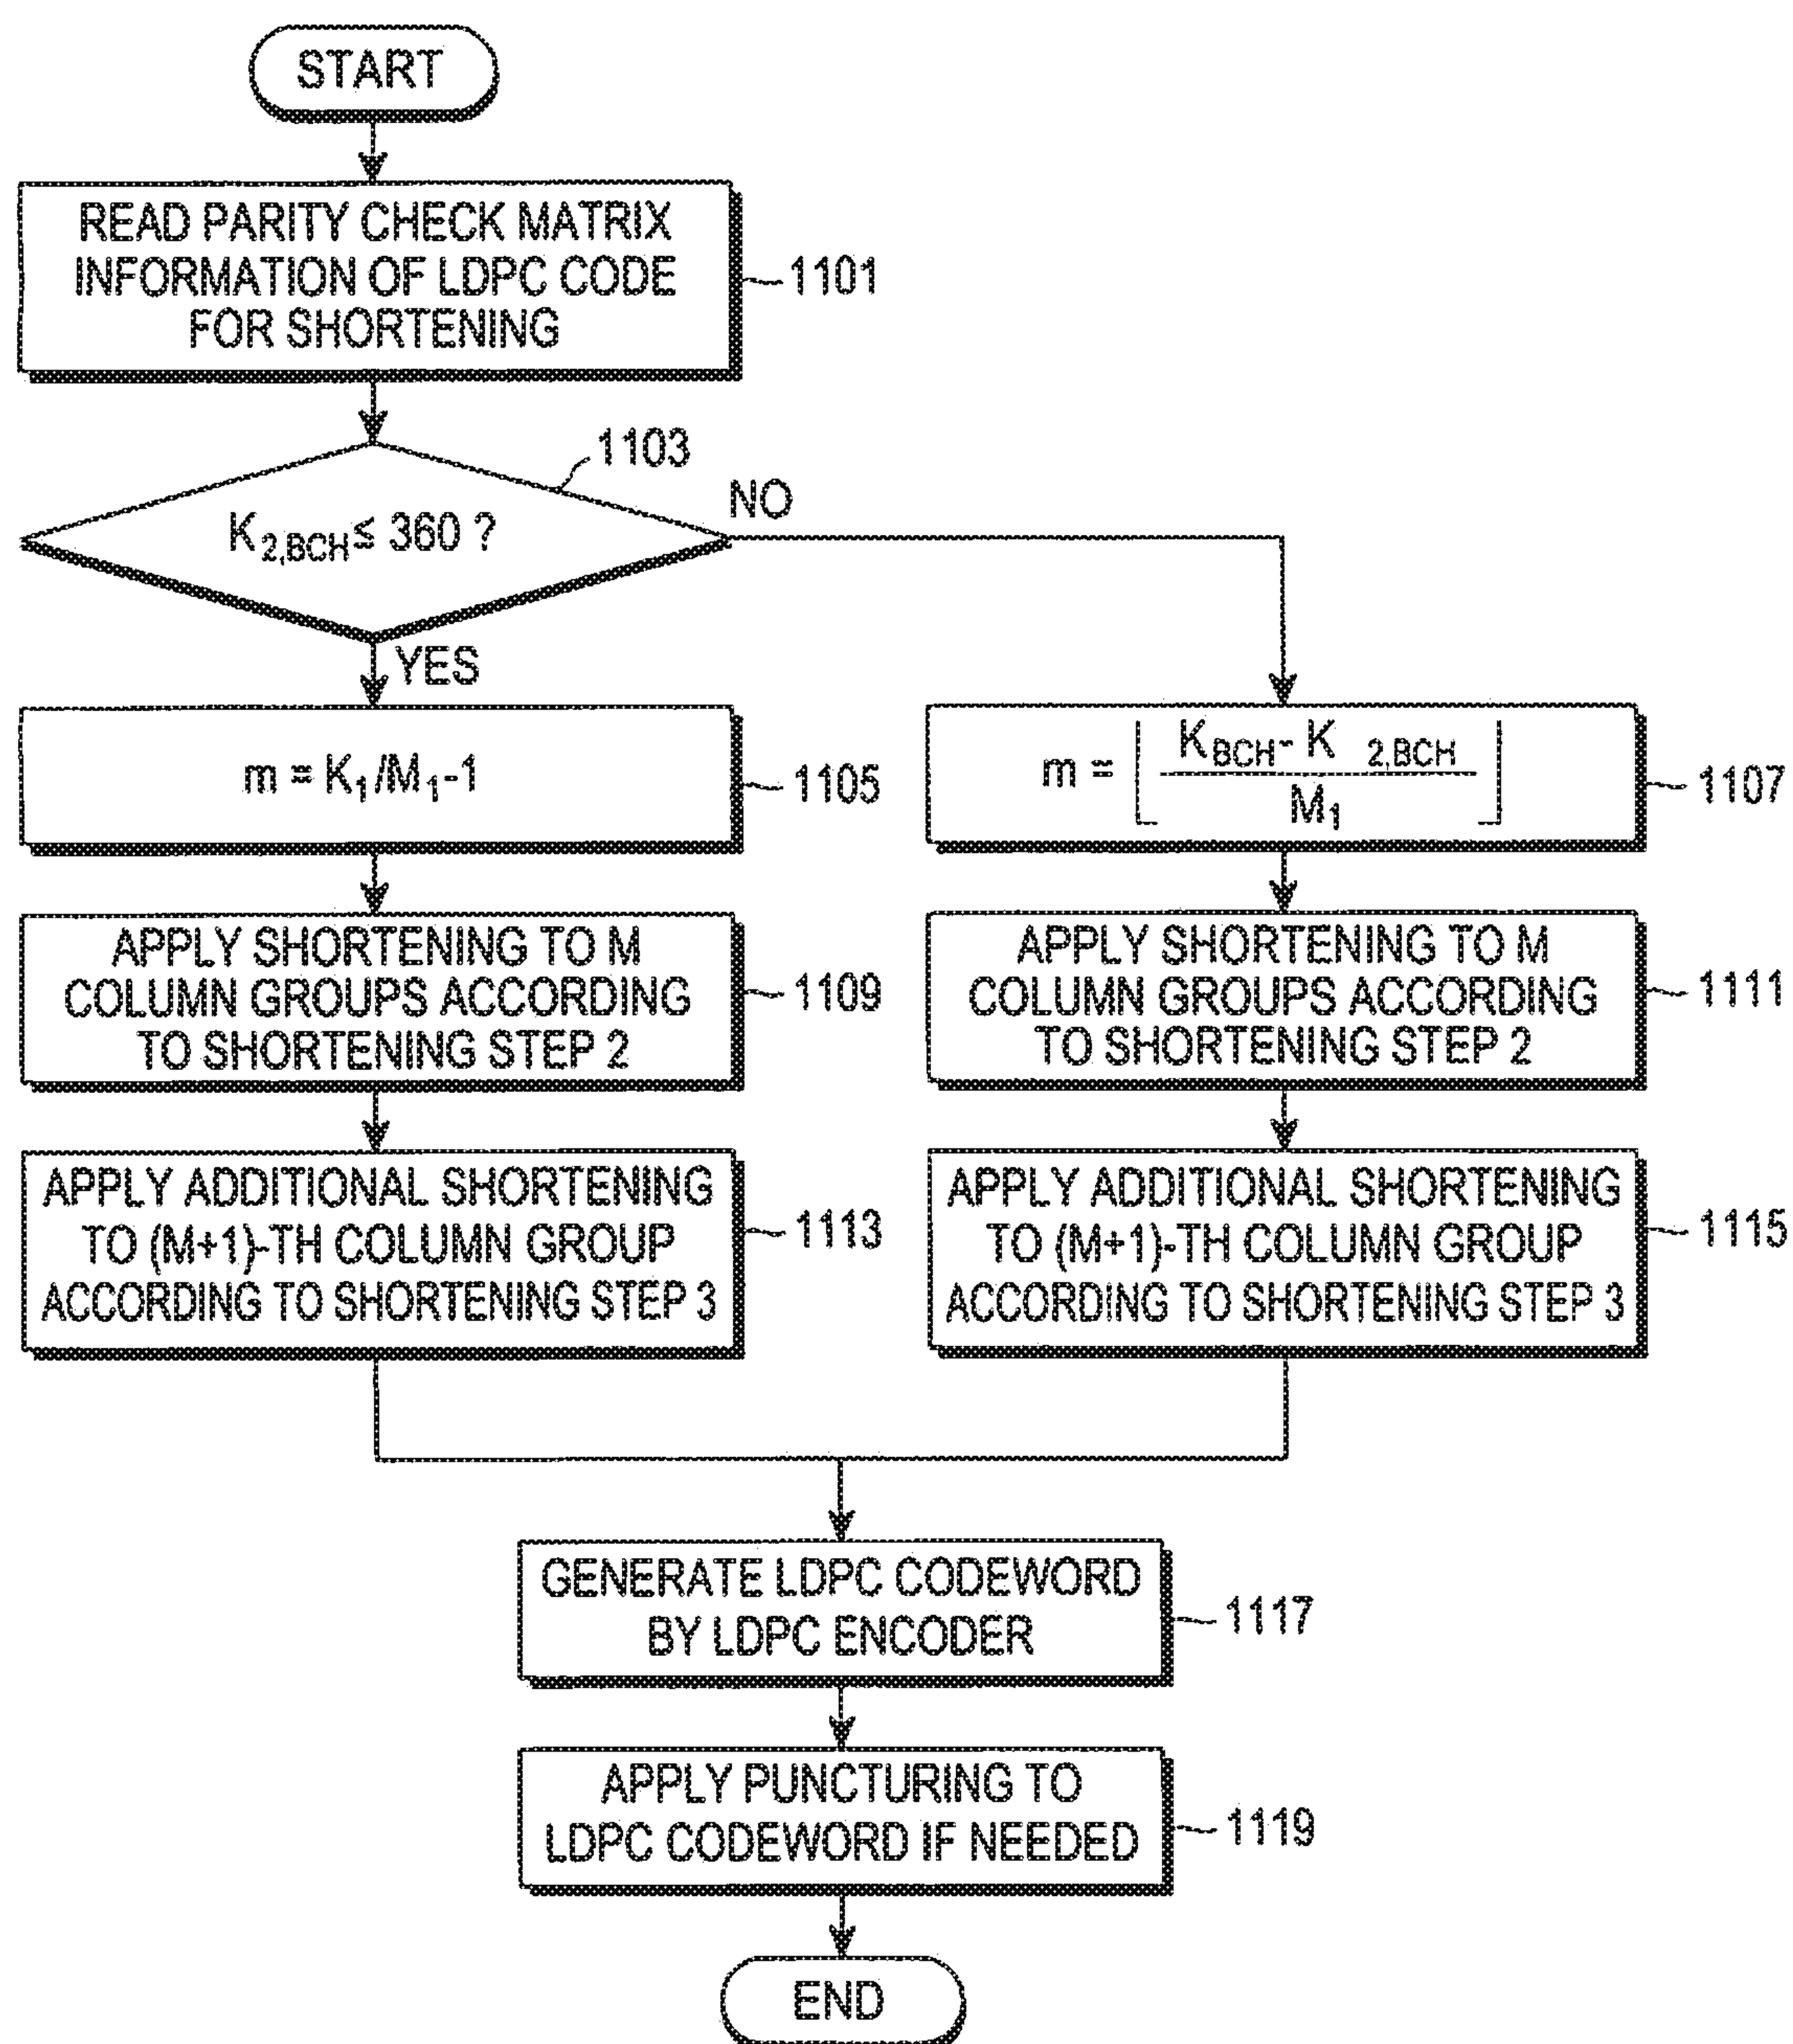 START
READ PARITY CHECK MATRIX
INFORMATION OF LDPC CODE
FOR SHORTENING
1101
1103
K2,BCH ≤ 360 ?
NO
YES
m = K1/M1-1
1105
m = ⌊ KBCH- K 2,BCH / M1 ⌋
1107
APPLY SHORTENING TO M
COLUMN GROUPS ACCORDING
TO SHORTENING STEP 2
1109
APPLY SHORTENING TO M
COLUMN GROUPS ACCORDING
TO SHORTENING STEP 2
1111
APPLY ADDITIONAL SHORTENING
TO (M+1)-TH COLUMN GROUP
ACCORDING TO SHORTENING STEP 3
1113
APPLY ADDITIONAL SHORTENING
TO (M+1)-TH COLUMN GROUP
ACCORDING TO SHORTENING STEP 3
1115
GENERATE LDPC CODEWORD
BY LDPC ENCODER
1117
APPLY PUNCTURING TO
LDPC CODEWORD IF NEEDED
1119
END